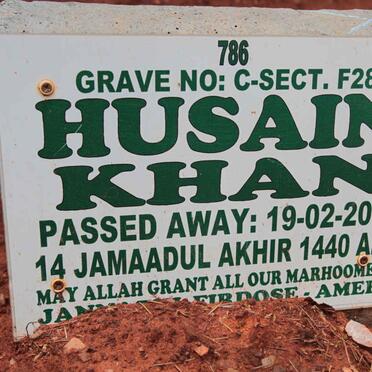 786
GRAVE NO: C-SECT. F28
HUSAIN
KHAN
PASSED AWAY: 19-02-20
14 JAMAADUL AKHIR 1440 A
MAY ALLAH GRANT ALL OUR MARHOOME
FIRDOSE - AMEE